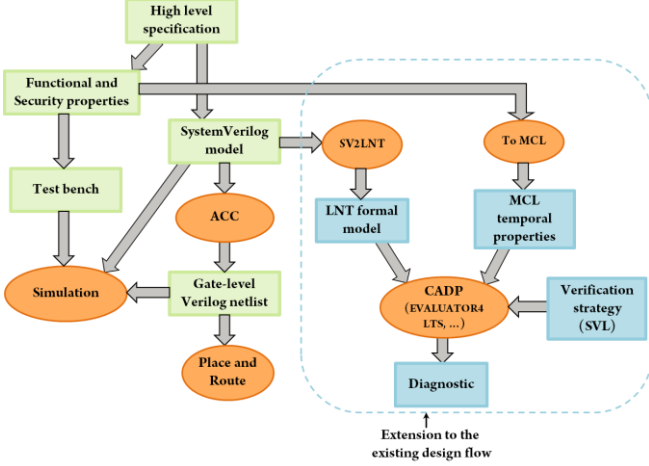 High level
specification
Functional and
Security properties
SystemVerilog
model
SV2LNT
To MCL
Test bench
ACC
LNT formal
model
MCL
temporal
properties
Simulation
Gate-level
Verilog netlist
CADP
(EVALUATOR4
LTS, ...)
Verification
strategy
(SVL)
Place and
Route
Diagnostic
Extension to the
existing design flow